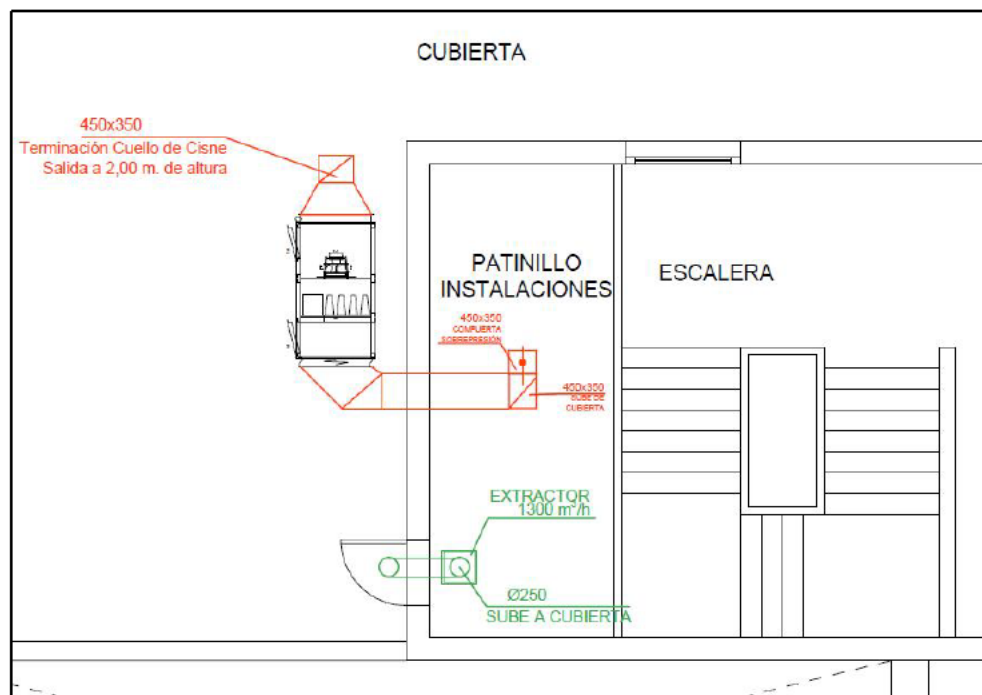 CUBIERTA
450x350
Terminación Cuello de Cisne
Salida a 2,00 m. de altura
PATINILLO
INSTALACIONES
ESCALERA
450x350
COMPUERTA
SOBREPRESIÓN
450x350
SUBE DE
CUBIERTA
EXTRACTOR
1300 m³/h
Ø250
SUBE A CUBIERTA